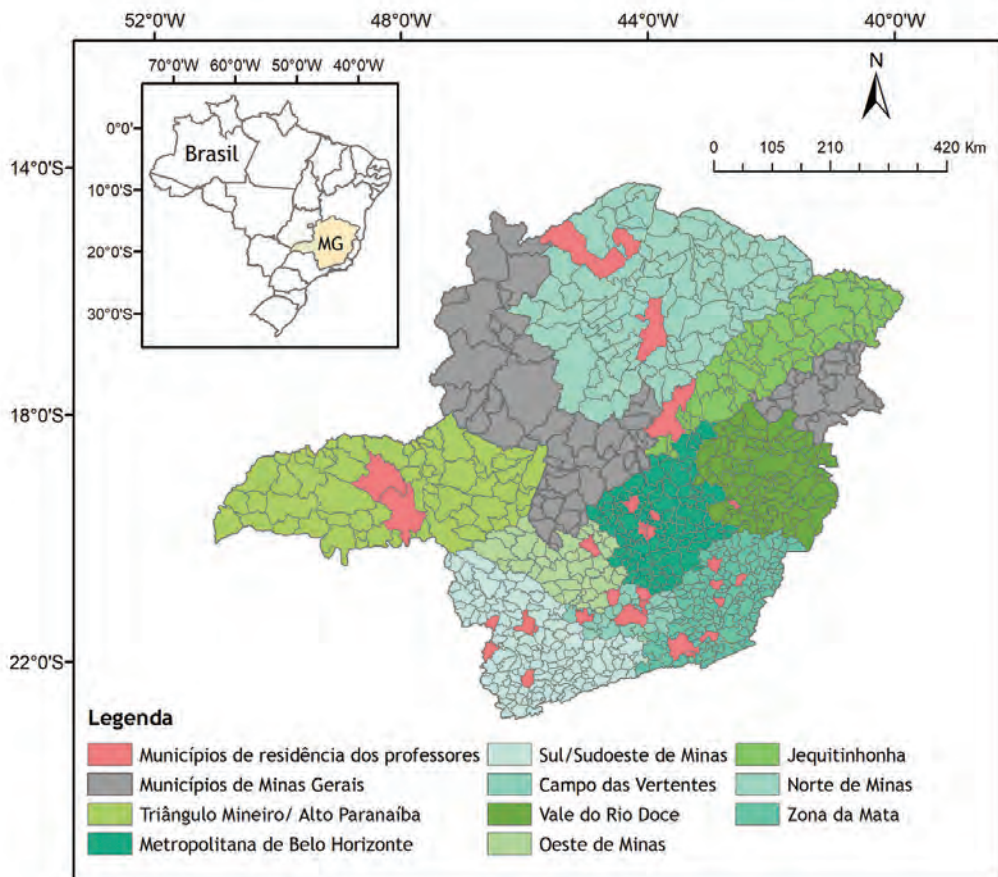 52°0'W 48°0'W 44°0'W 40°0'W
70°0'W 60°0'W 50°0'W 40°0'W
N
0 105 210 420 Km
0°0'
Brasil
14°0'S
10°0'S
MG
20°0'S
30°0'S
18°0'S
22°0'S
Legenda
Municípios de residência dos professores
Municípios de Minas Gerais
Triângulo Mineiro/ Alto Paranaíba
Metropolitana de Belo Horizonte
Sul/Sudoeste de Minas
Campo das Vertentes
Vale do Rio Doce
Oeste de Minas
Jequitinhonha
Norte de Minas
Zona da Mata